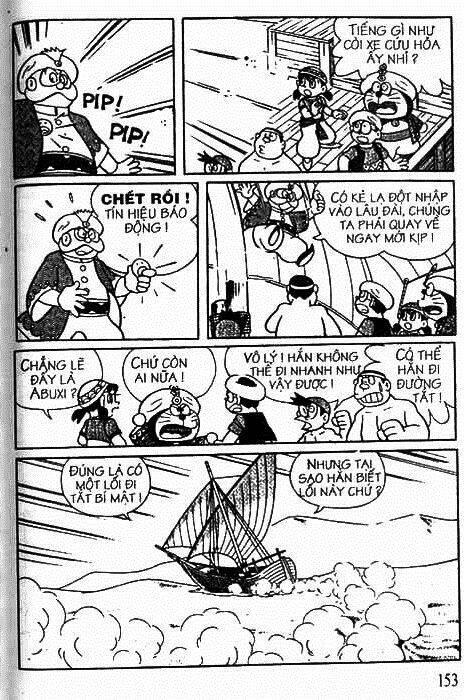 PÍP!
PÍP!
TIẾNG GÌ NHƯ
CÒI XE CỨU HỎA
ẤY NHỈ ?
CHẾT RỒI !
TÍN HIỆU BÁO
ĐỘNG !
CÓ KẺ LẠ ĐỘT NHẬP
VÀO LÂU ĐÀI, CHÚNG
TA PHẢI QUAY VỀ
NGAY MỚI KỊP !
CHẲNG LẼ
ĐẤY LÀ
ABUXI ?
CHỨ CÒN
AI NỮA !
VÔ LÝ ! HẮN KHÔNG
THỂ ĐI NHANH NHƯ
VẬY ĐƯỢC !
CÓ THỂ
HẮN ĐI
ĐƯỜNG
TẮT !
ĐÚNG LÀ CÓ
MỘT LỐI ĐI
TẮT BÍ MẬT !
NHƯNG TẠI
SAO HẮN BIẾT
LỐI NÀY CHỨ ?
153